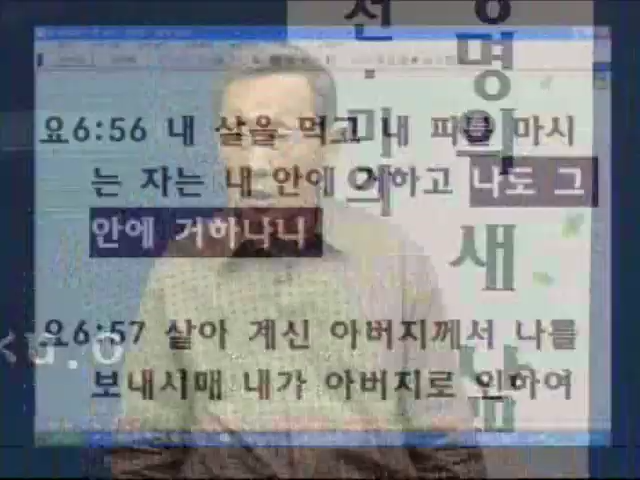 요6:56 내 살을 먹고 내 피를 마시
는 자는 내 안에 거하고 나도 그
안에 거하나니
요6:57 살아 계신 아버지께서 나를
보내시매 내가 아버지로 인하여
명의
새